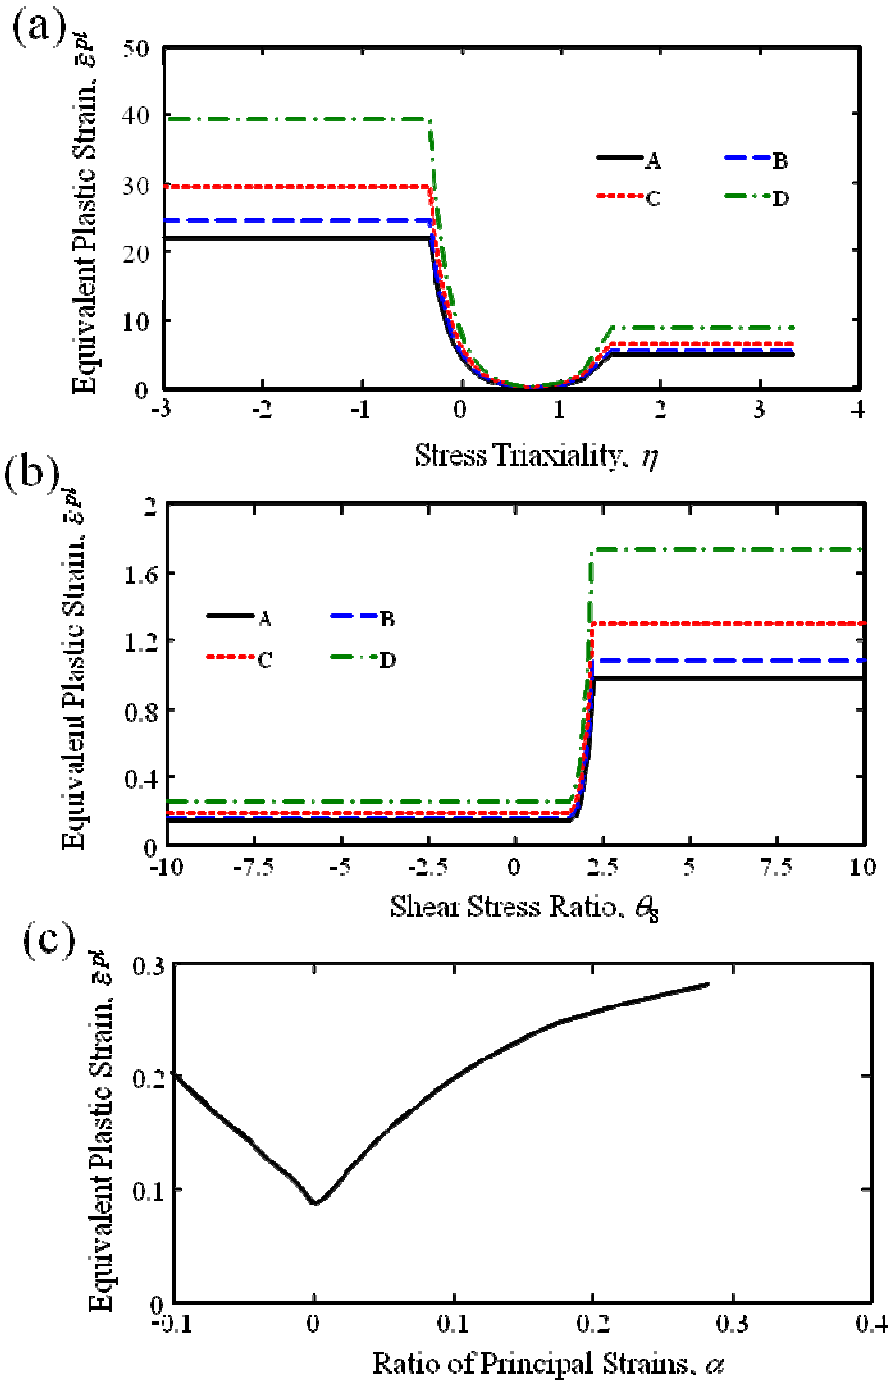 (a)
Equivalent Plastic Strain, ε̄ᵖˡ
50
40
30
20
10
0
A B
C D
-3 -2 -1 0 1 2 3 4
Stress Triaxiality, η
(b)
Equivalent Plastic Strain, ε̄ᵖˡ
2
1.6
1.2
0.8
0.4
0
A B
C D
-10 -7.5 -5 -2.5 0 2.5 5 7.5 10
Shear Stress Ratio, θₛ
(c)
Equivalent Plastic Strain, ε̄ᵖˡ
0.3
0.2
0.1
0
-0.1 0 0.1 0.2 0.3 0.4
Ratio of Principal Strains, α